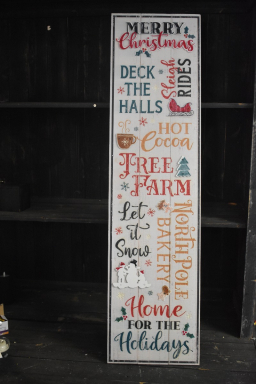 MERRY
Christmas
DECK
THE
HALLS
Sleigh
RIDES
HOT
Cocoa
TREE
FARM
Let
it
Snow
BAKERY
NORTH POLE
Home
FOR THE
Holidays